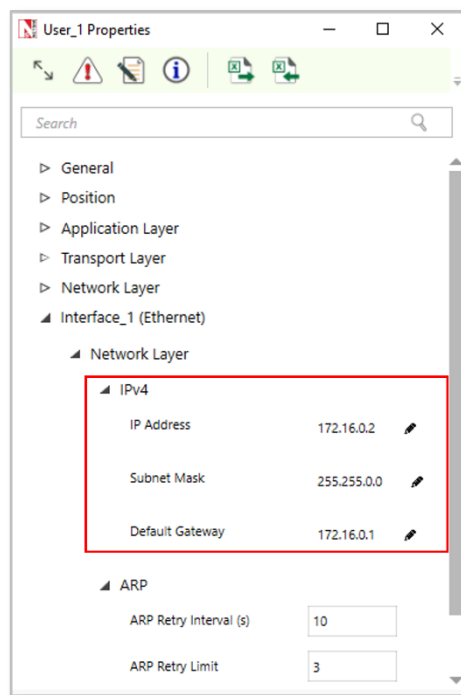 User_1 Properties
Search
General
Position
Application Layer
Transport Layer
Network Layer
Interface_1 (Ethernet)
Network Layer
IPv4
IP Address 172.16.0.2
Subnet Mask 255.255.0.0
Default Gateway 172.16.0.1
ARP
ARP Retry Interval (s) 10
ARP Retry Limit 3